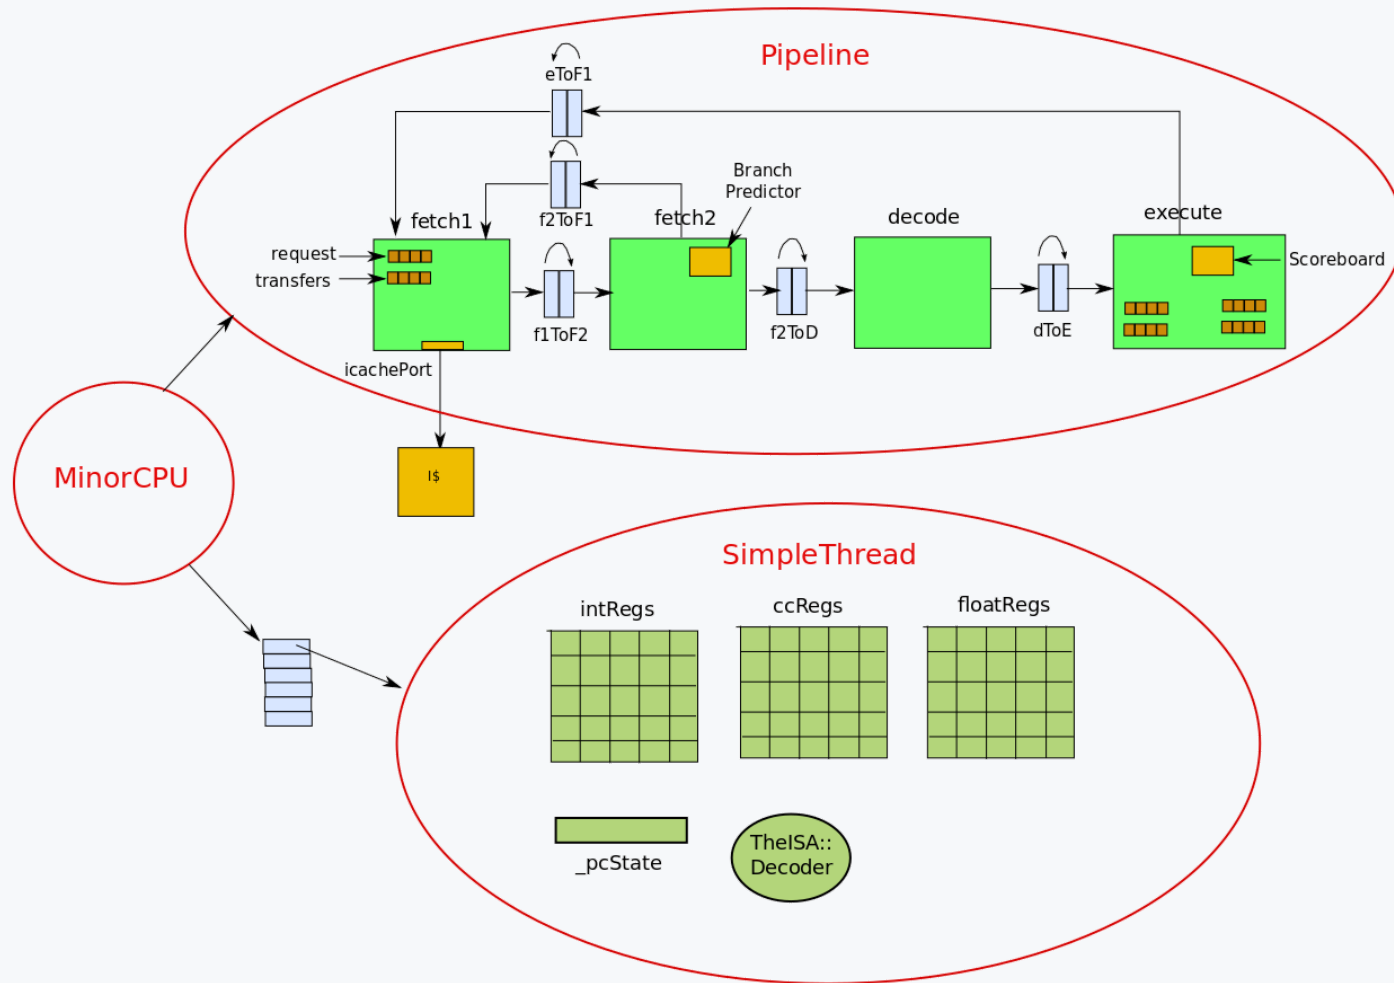 Pipeline
eToF1
Branch
Predictor
f2ToF1
fetch1
fetch2
decode
execute
request
transfers
Scoreboard
f1ToF2
f2ToD
dToE
icachePort
I$
MinorCPU
SimpleThread
intRegs
ccRegs
floatRegs
_pcState
TheISA::
Decoder